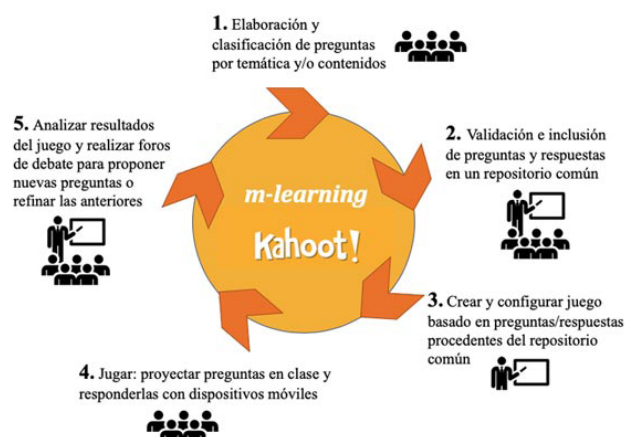 1. Elaboración y
clasificación de preguntas
por temática y/o contenidos
2. Validación e inclusión
de preguntas y respuestas
en un repositorio común
3. Crear y configurar juego
basado en preguntas/respuestas
procedentes del repositorio
común
4. Jugar: proyectar preguntas en clase y
responderlas con dispositivos móviles
5. Analizar resultados
del juego y realizar foros
de debate para proponer
nuevas preguntas o
refinar las anteriores
m-learning
Kahoot!